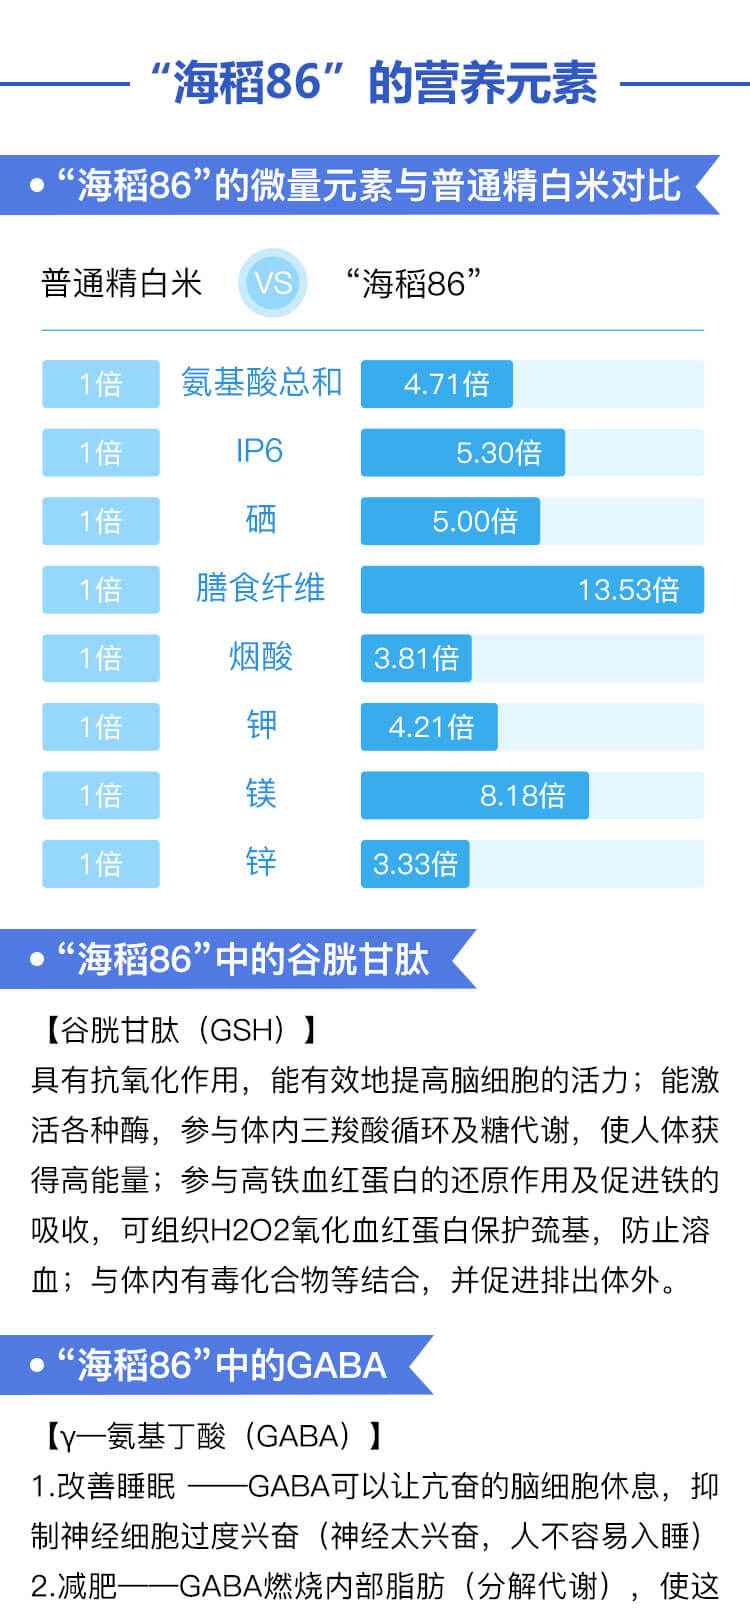 “海稻86”的营养元素
• “海稻86”的微量元素与普通精白米对比
普通精白米 VS “海稻86”
1倍 氨基酸总和 4.71倍
1倍 IP6 5.30倍
1倍 硒 5.00倍
1倍 膳食纤维 13.53倍
1倍 烟酸 3.81倍
1倍 钾 4.21倍
1倍 镁 8.18倍
1倍 锌 3.33倍
• “海稻86”中的谷胱甘肽
【谷胱甘肽（GSH）】
具有抗氧化作用，能有效地提高脑细胞的活力；能激
活各种酶，参与体内三羧酸循环及糖代谢，使人体获
得高能量；参与高铁血红蛋白的还原作用及促进铁的
吸收，可组织H2O2氧化血红蛋白保护巯基，防止溶
血；与体内有毒化合物等结合，并促进排出体外。
• “海稻86”中的GABA
【γ—氨基丁酸（GABA）】
1.改善睡眠 ——GABA可以让亢奋的脑细胞休息，抑
制神经细胞过度兴奋（神经太兴奋，人不容易入睡）
2.减肥——GABA燃烧内部脂肪（分解代谢），使这